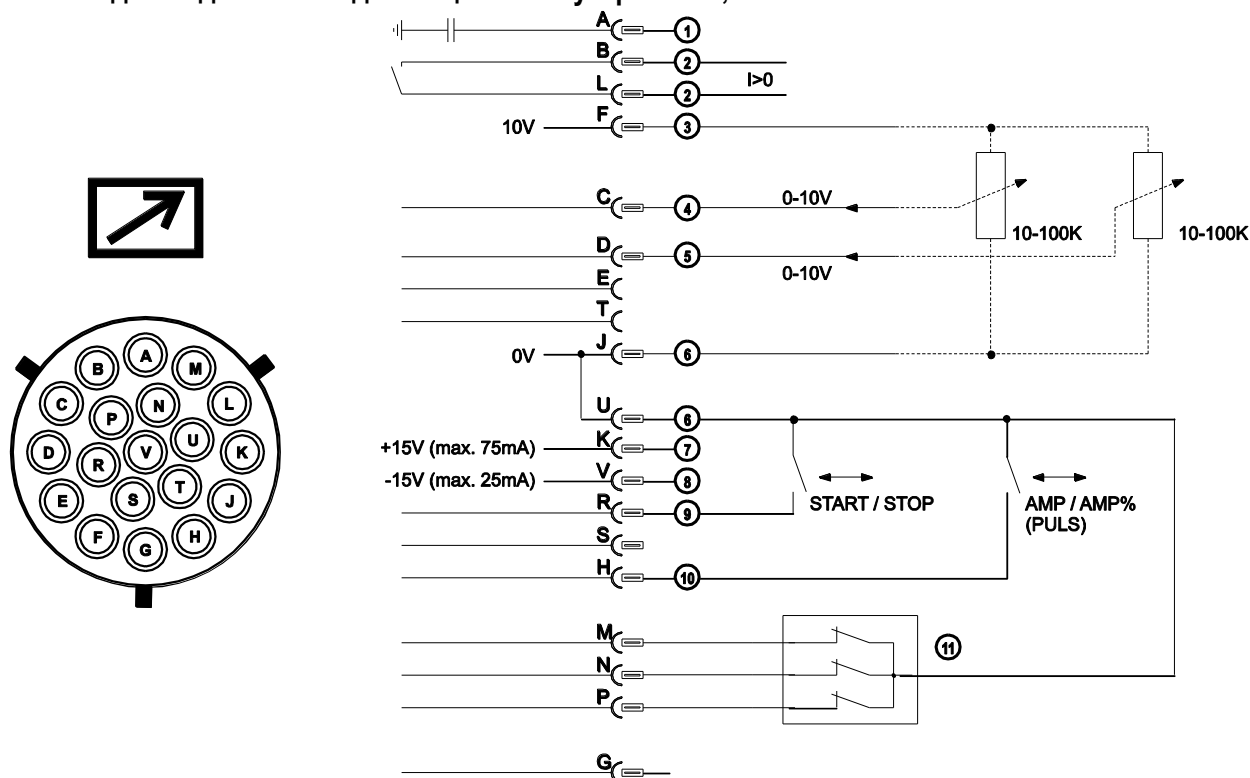 A
1
B
2
L
2
I>0
F
10V
3
C
4
0-10V
10-100K
10-100K
D
5
0-10V
E
T
J
0V
6
U
6
K
+15V (max. 75mA)
7
V
-15V (max. 25mA)
8
R
9
START / STOP
AMP / AMP%
(PULS)
S
H
10
M
11
N
P
G
A
B
M
C
P
N
L
D
R
V
U
K
E
S
T
J
F
G
H